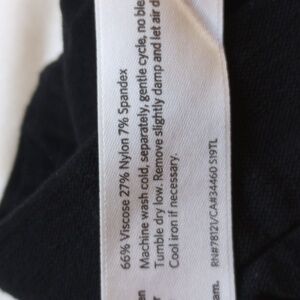 66% Viscose 27% Nylon 7% Spandex
Machine wash cold, separately, gentle cycle, no
Tumble dry low. Remove slightly damp and let air
Cool iron if necessary.
RN#78121/CA#34460 S19TL